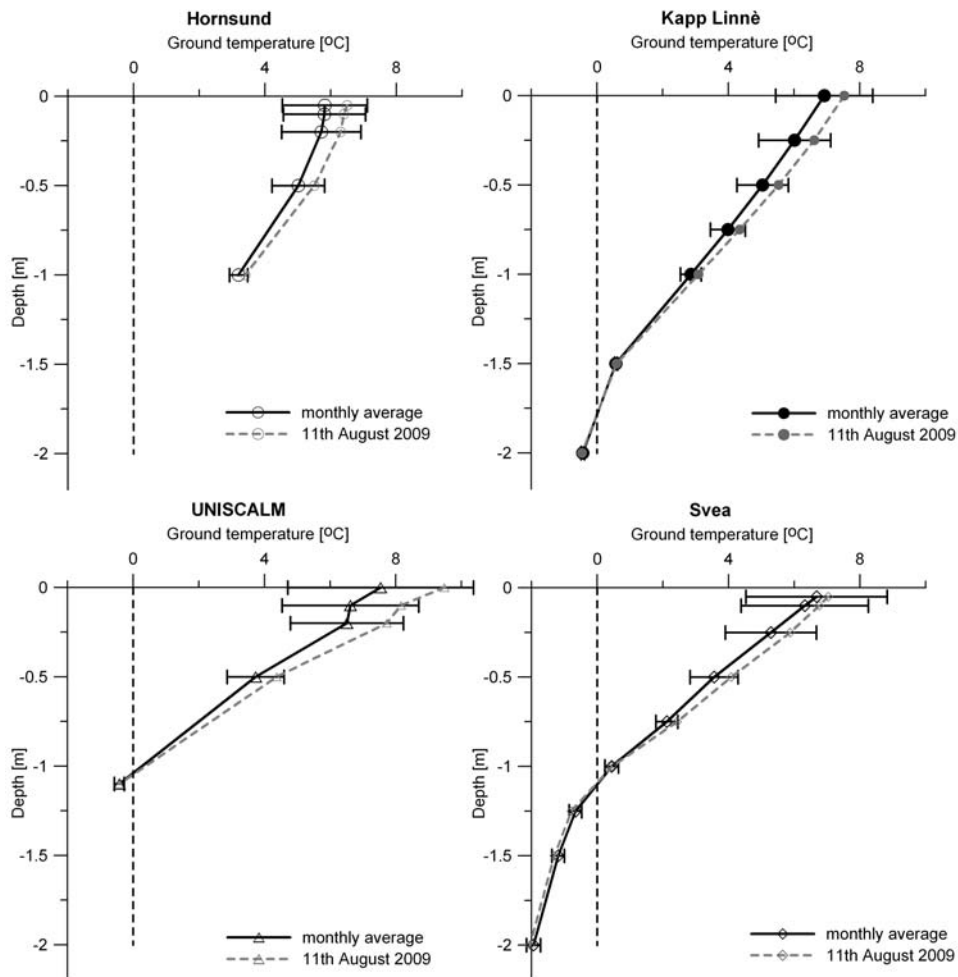 Hornsund
Ground temperature [ºC]
0 4 8
0
-0.5
-1
-1.5
-2
Depth [m]
monthly average
11th August 2009
Kapp Linnè
Ground temperature [ºC]
0 4 8
0
-0.5
-1
-1.5
-2
Depth [m]
monthly average
11th August 2009
UNISCALM
Ground temperature [ºC]
0 4 8
0
-0.5
-1
-1.5
-2
Depth [m]
monthly average
11th August 2009
Svea
Ground temperature [ºC]
0 4 8
0
-0.5
-1
-1.5
-2
Depth [m]
monthly average
11th August 2009